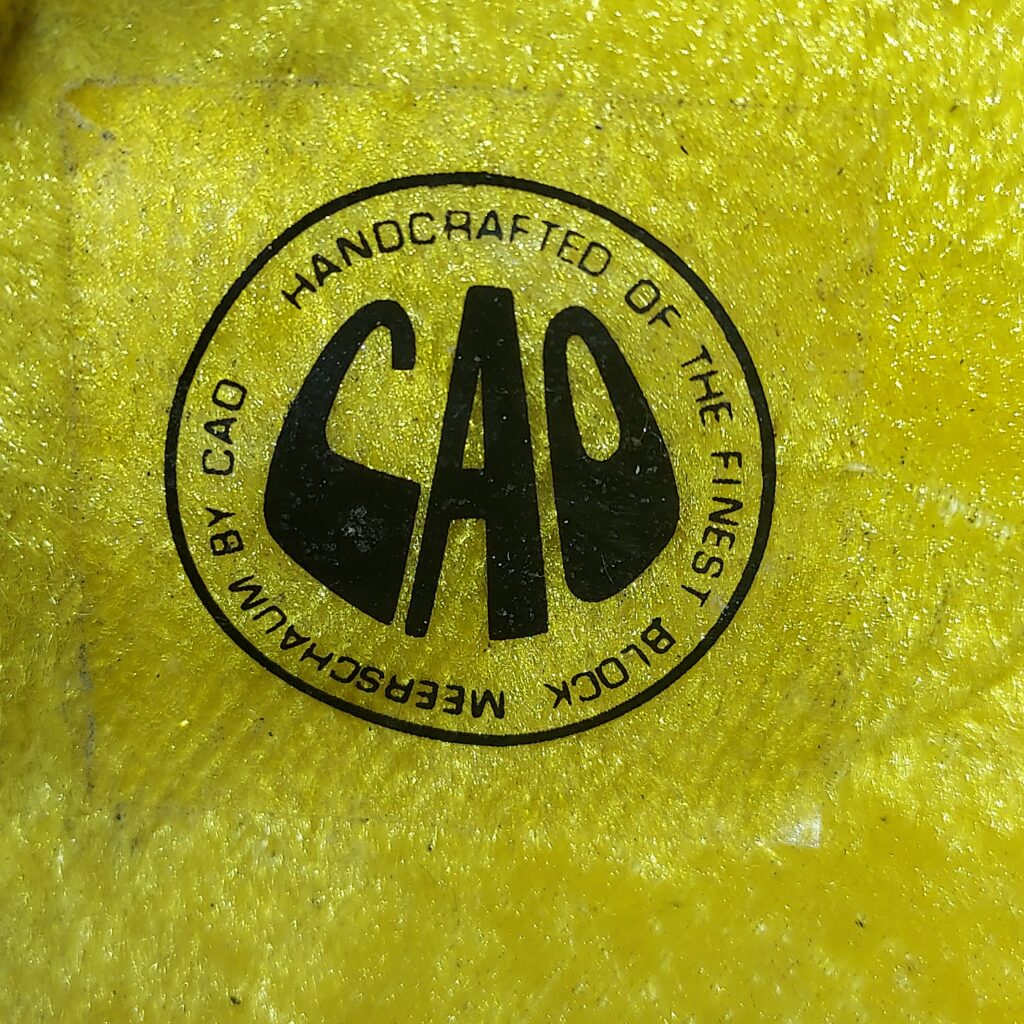 HANDCRAFTED OF THE FINEST BLOCK MEERSCHAUM BY CAO
CAO